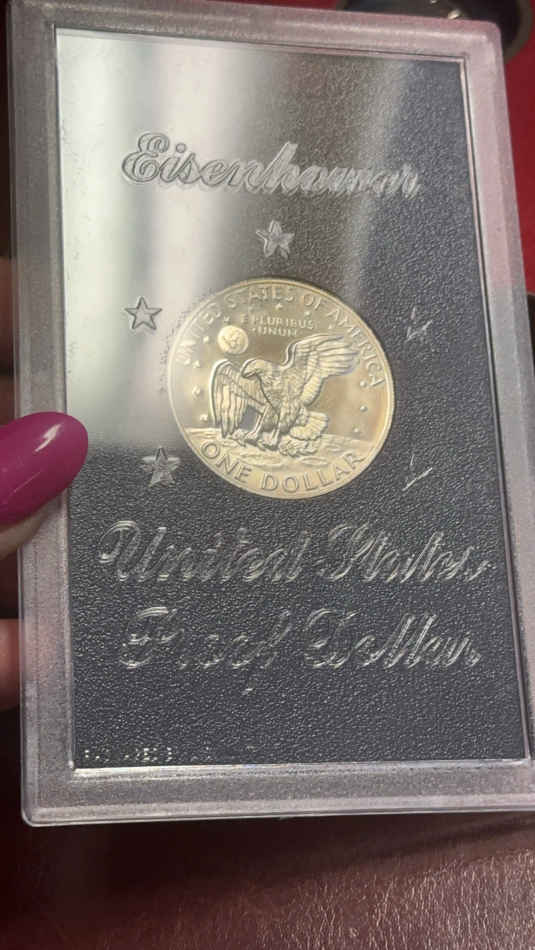 Eisenhower
UNITED STATES OF AMERICA
E PLURIBUS
UNUM
ONE DOLLAR
United States
Proof Dollar